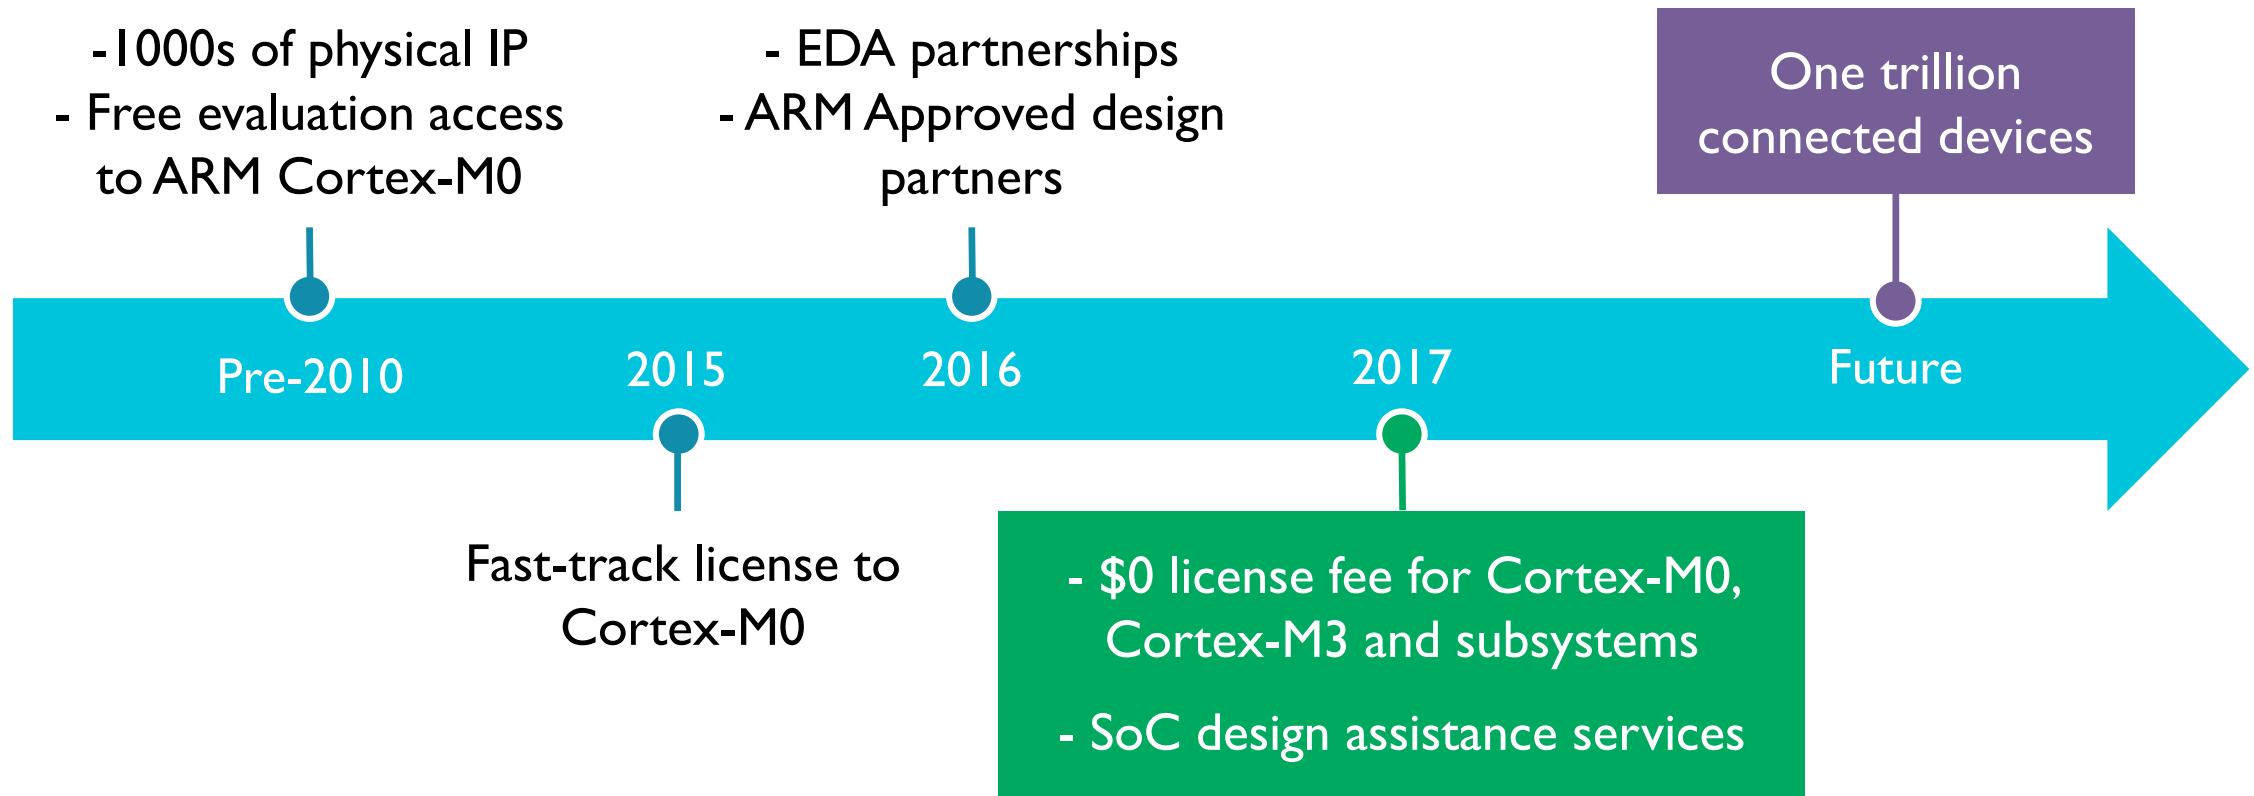 -1000s of physical IP
- Free evaluation access
to ARM Cortex-M0
- EDA partnerships
- ARM Approved design
partners
One trillion
connected devices
Pre-2010
2015
2016
2017
Future
Fast-track license to
Cortex-M0
- $0 license fee for Cortex-M0,
Cortex-M3 and subsystems
- SoC design assistance services